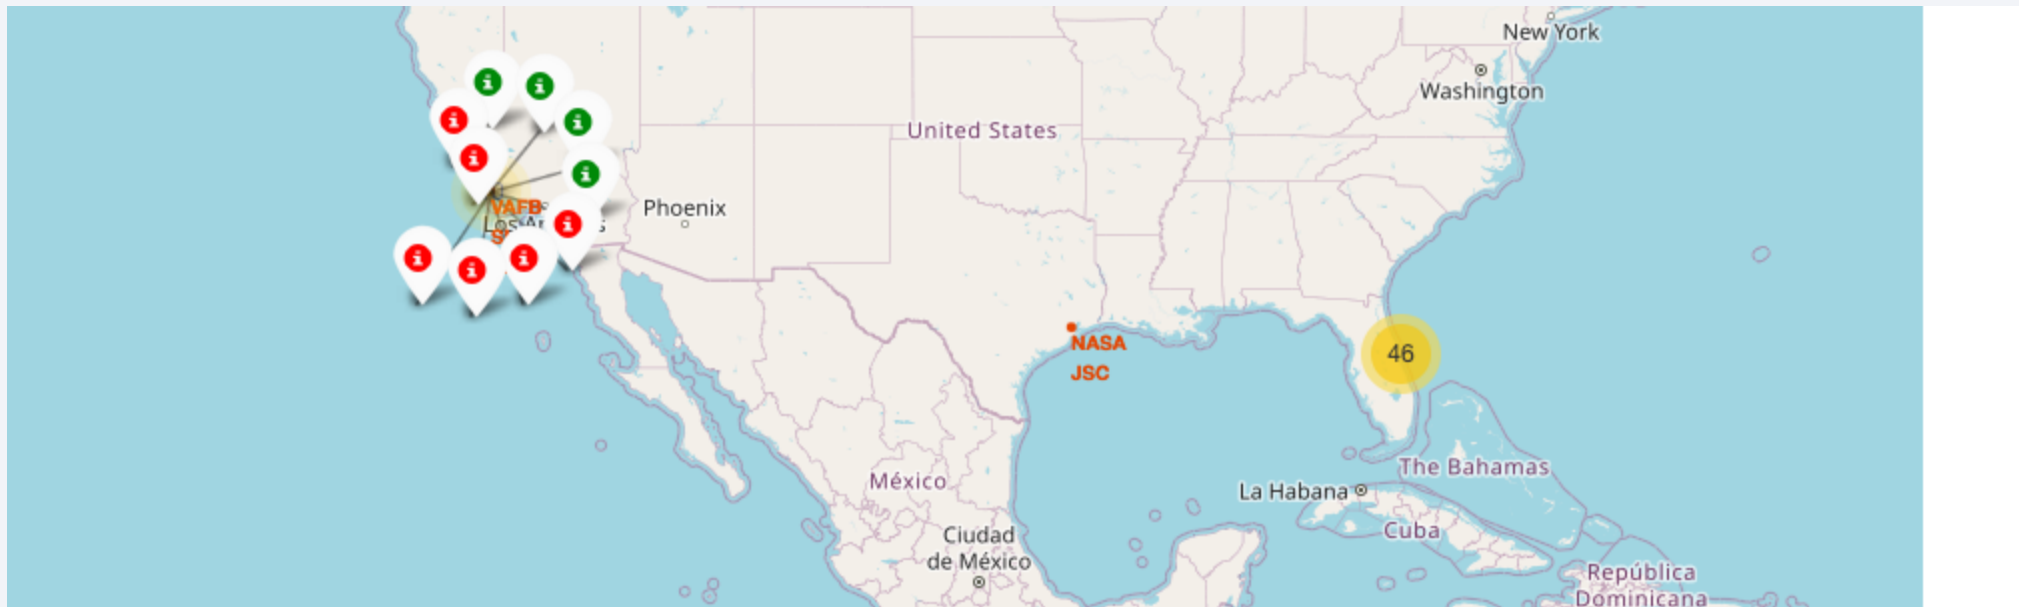 New York
Washington
United States
VAFB
Phoenix
46
NASA
JSC
The Bahamas
México
La Habana
Cuba
Ciudad
de México
República
Dominicana